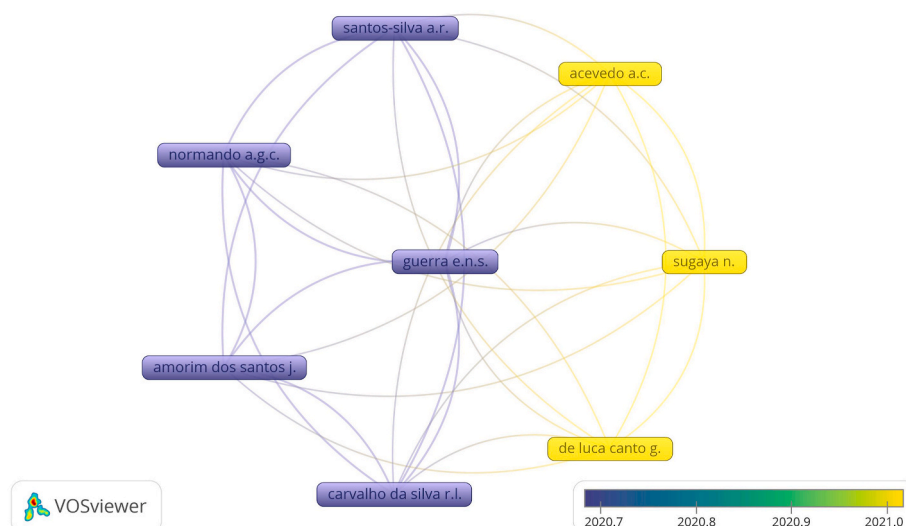 santos-silva a.r.
acevedo a.c.
normando a.g.c.
guerra e.n.s.
sugaya n.
amorim dos santos j.
de luca canto g.
carvalho da silva r.l.
VOSviewer
2020.7 2020.8 2020.9 2021.0